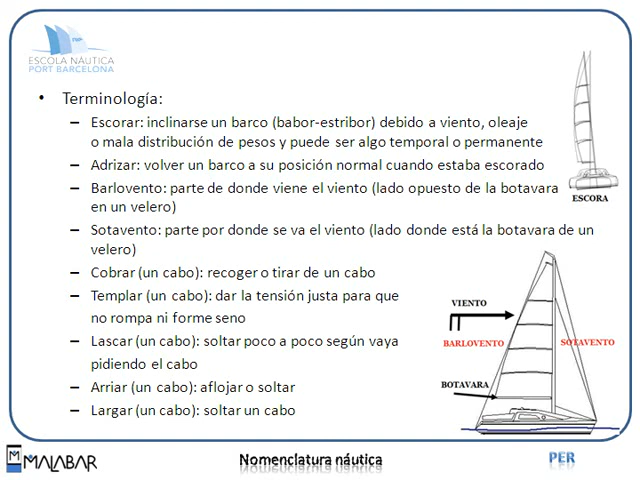 ESCOLA NÁUTICA
PORT BARCELONA
• Terminología:
– Escorar: inclinarse un barco (babor-estribor) debido a viento, oleaje
o mala distribución de pesos y puede ser algo temporal o permanente
– Adrizar: volver un barco a su posición normal cuando estaba escorado
– Barlovento: parte de donde viene el viento (lado opuesto de la botavara
en un velero)
– Sotavento: parte por donde se va el viento (lado donde está la botavara de un
velero)
– Cobrar (un cabo): recoger o tirar de un cabo
– Templar (un cabo): dar la tensión justa para que
no rompa ni forme seno
– Lascar (un cabo): soltar poco a poco según vaya
pidiendo el cabo
– Arriar (un cabo): aflojar o soltar
– Largar (un cabo): soltar un cabo
ESCORA
VIENTO
BARLOVENTO
SOTAVENTO
BOTAVARA
M
MALABAR
Nomenclatura náutica
PER